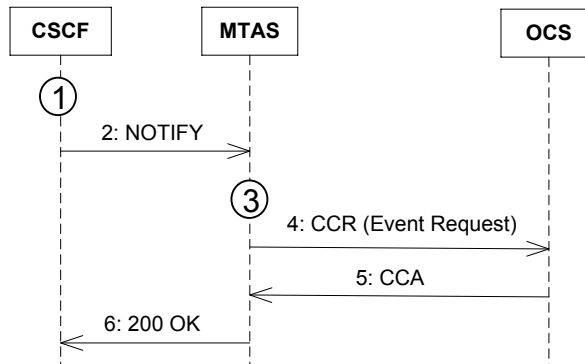 CSCF
MTAS
OCS
1
2: NOTIFY
3
4: CCR (Event Request)
5: CCA
6: 200 OK